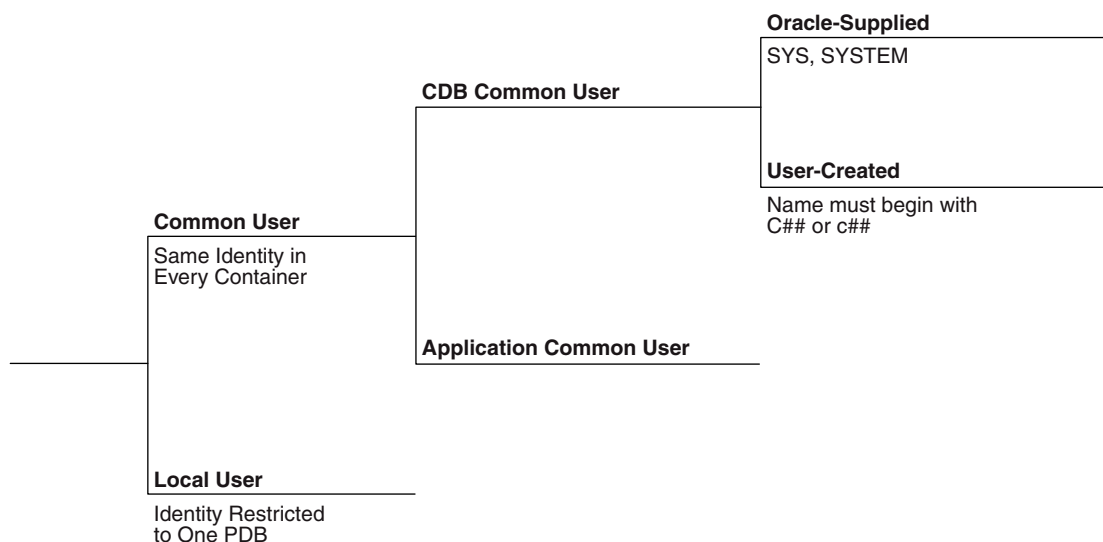 Oracle-Supplied
SYS, SYSTEM
CDB Common User
User-Created
Name must begin with
C## or c##
Common User
Same Identity in
Every Container
Application Common User
Local User
Identity Restricted
to One PDB